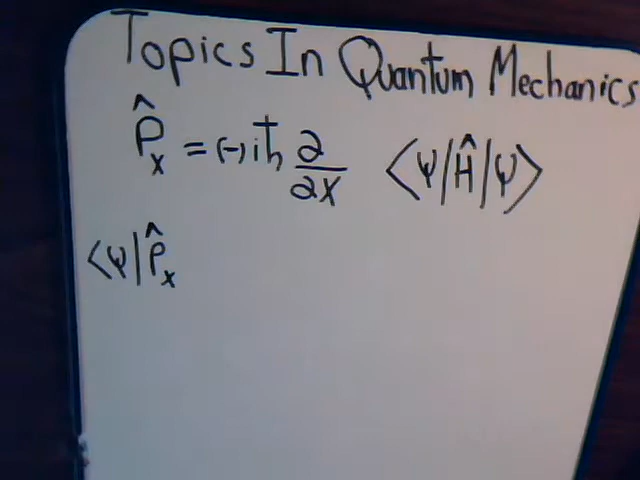 Topics In Quantum Mechanics
P̂ₓ = (-) iħ ∂/∂x ⟨Ψ|Ĥ|Ψ⟩
⟨Ψ|P̂ₓ